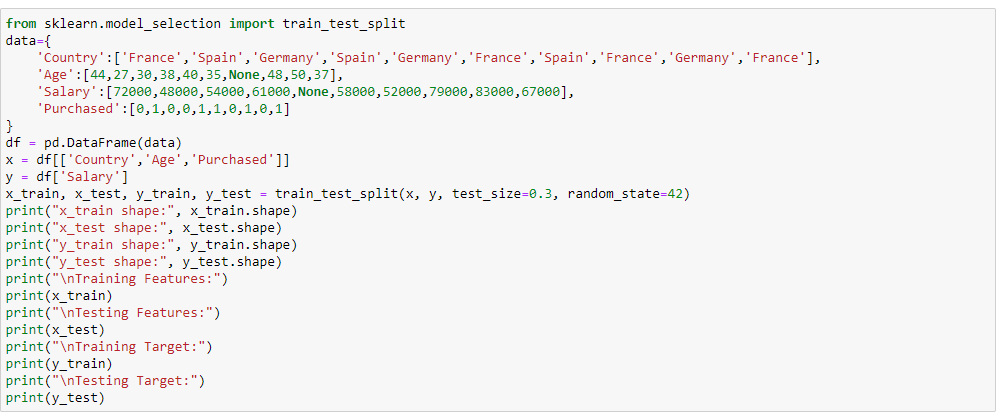 from sklearn.model_selection import train_test_split
data={
    'Country':['France','Spain','Germany','Spain','Germany','France','Spain','France','Germany','France'],
    'Age':[44,27,30,38,40,35,None,48,50,37],
    'Salary':[72000,48000,54000,61000,None,58000,52000,79000,83000,67000],
    'Purchased':[0,1,0,0,1,1,0,1,0,1]
}
df = pd.DataFrame(data)
x = df[['Country','Age','Purchased']]
y = df['Salary']
x_train, x_test, y_train, y_test = train_test_split(x, y, test_size=0.3, random_state=42)
print("x_train shape:", x_train.shape)
print("x_test shape:", x_test.shape)
print("y_train shape:", y_train.shape)
print("y_test shape:", y_test.shape)
print("\nTraining Features:")
print(x_train)
print("\nTesting Features:")
print(x_test)
print("\nTraining Target:")
print(y_train)
print("\nTesting Target:")
print(y_test)